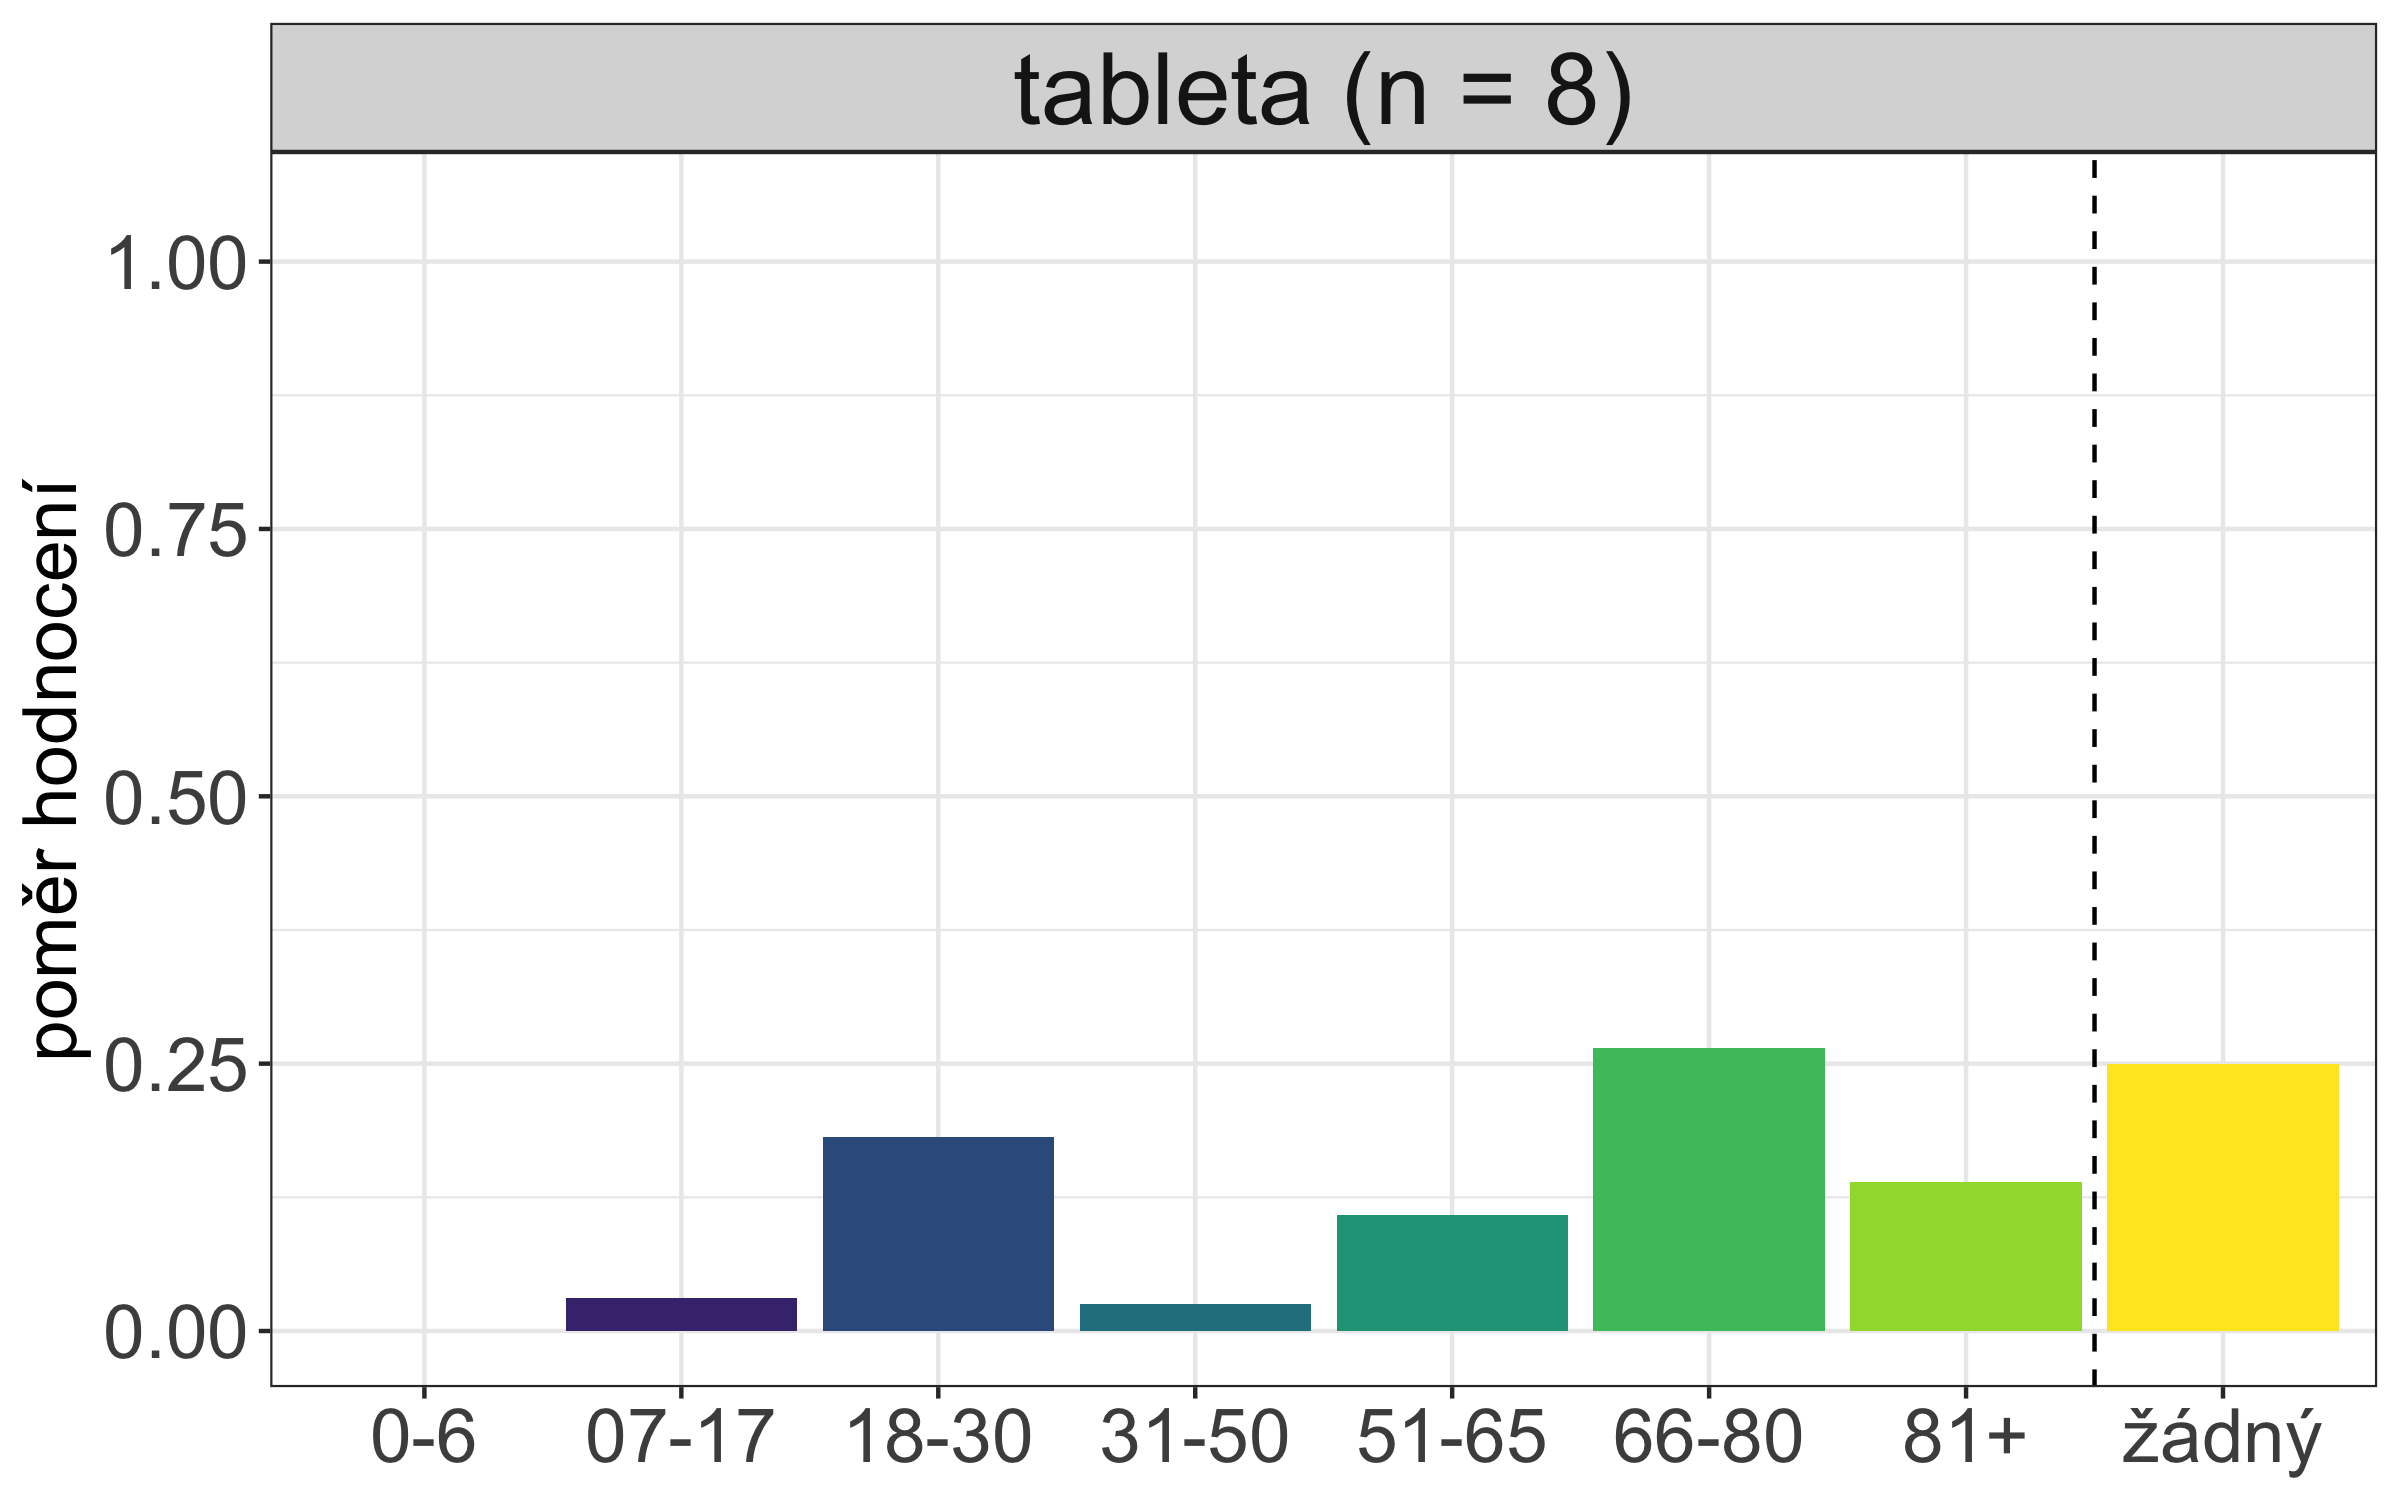 tableta (n = 8)
poměr hodnocení
1.00
0.75
0.50
0.25
0.00
0-6 07-17 18-30 31-50 51-65 66-80 81+ žádný